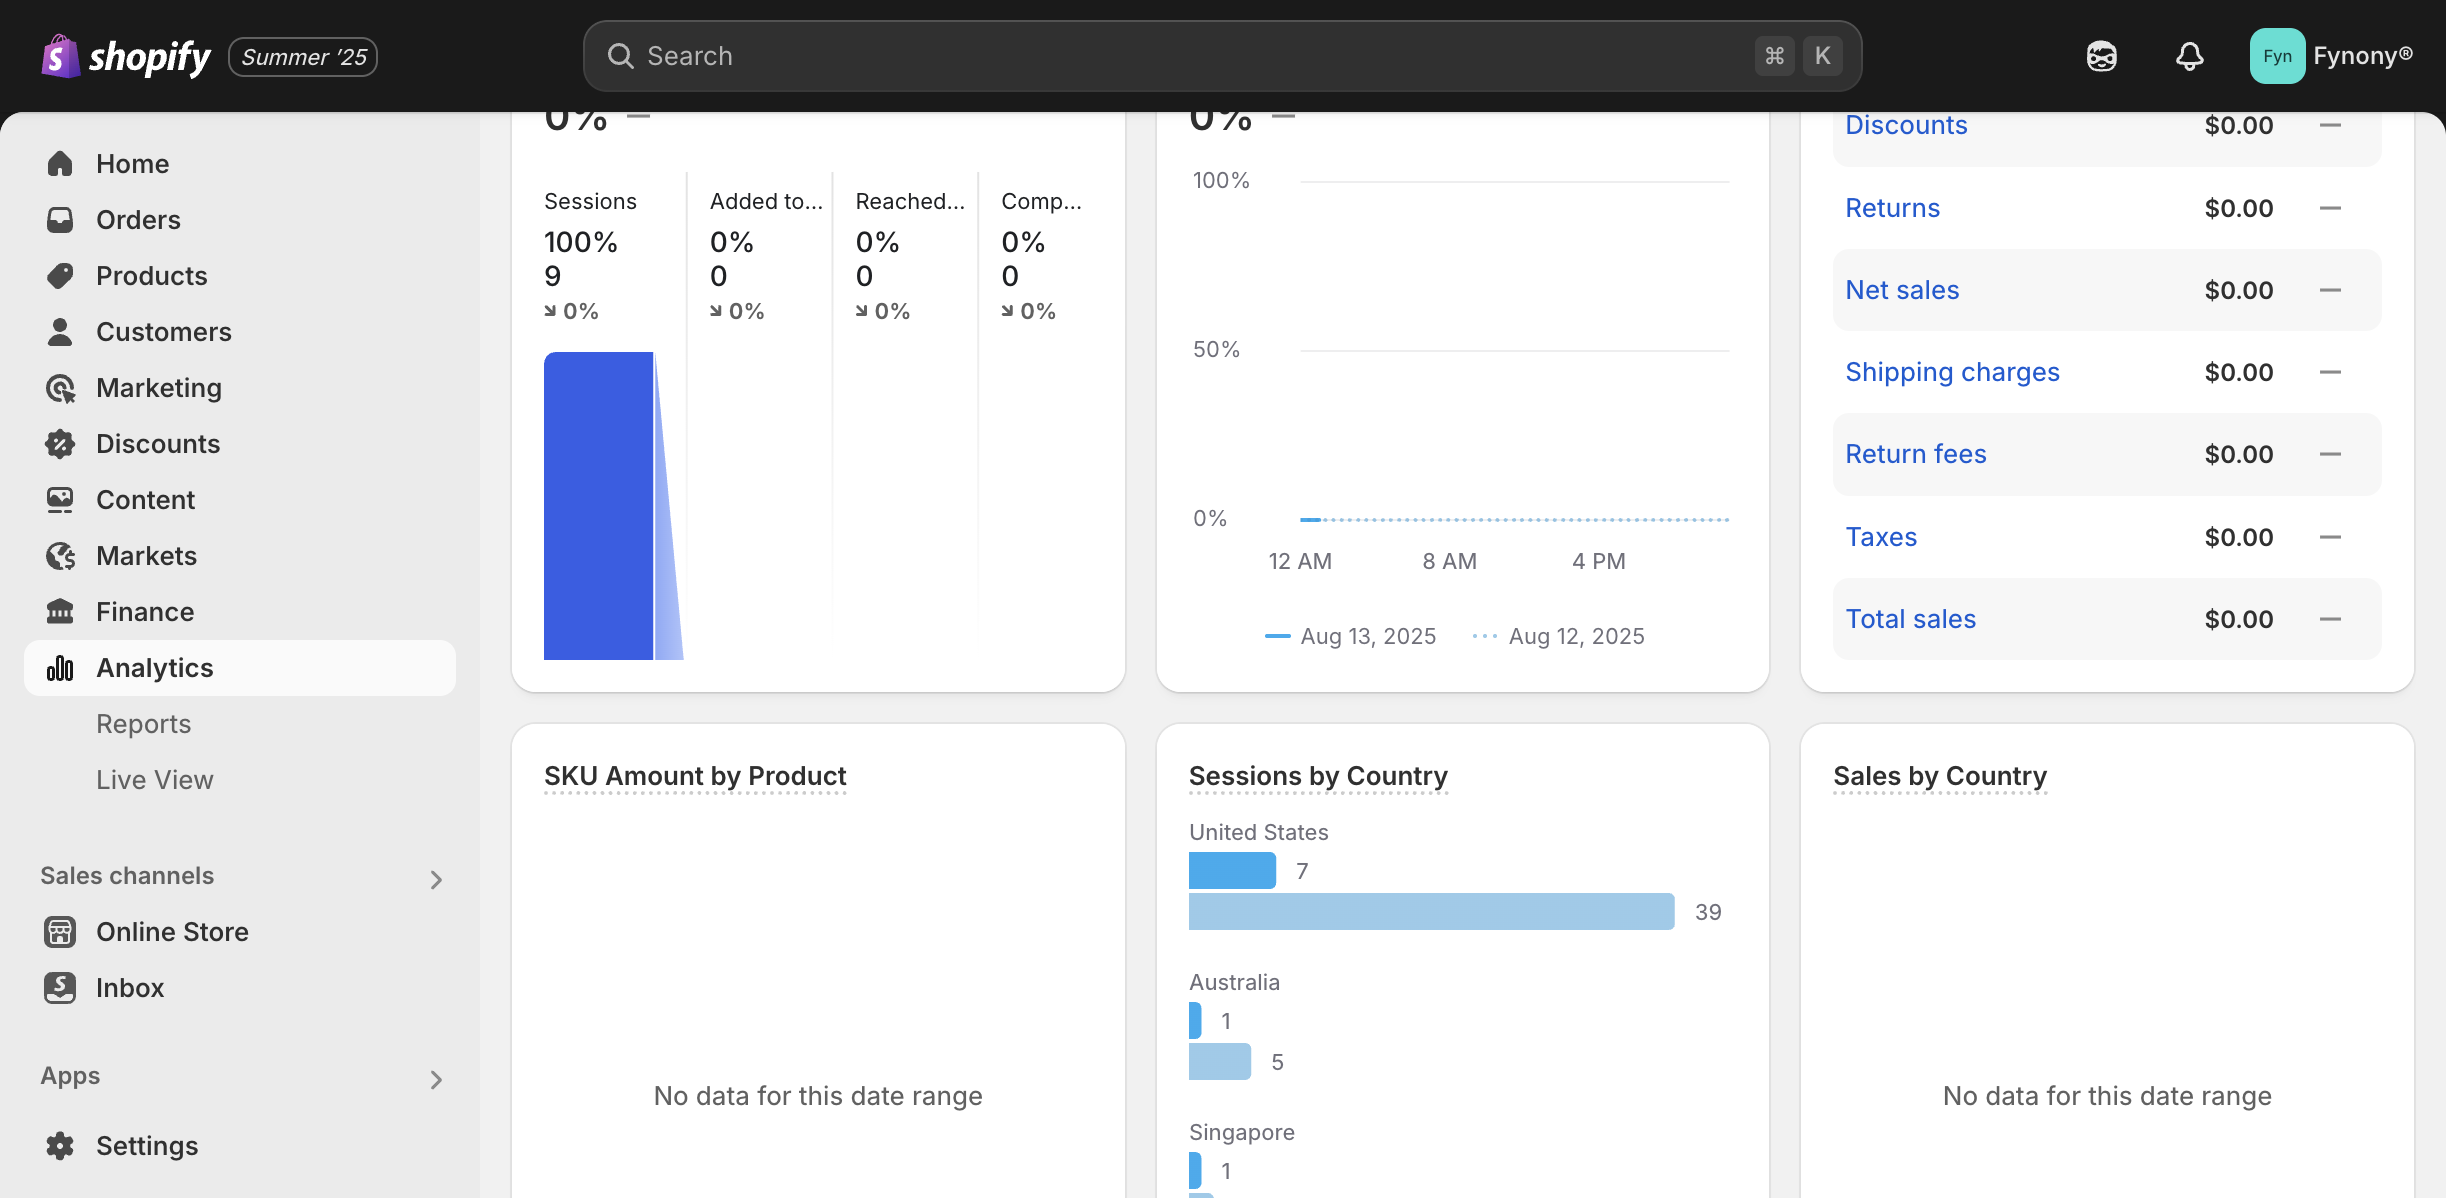 shopify
Summer '25
Search
⌘ K
Fyn
Fynony®
Home
Orders
Products
Customers
Marketing
Discounts
Content
Markets
Finance
Analytics
Reports
Live View
Sales channels
Online Store
Inbox
Apps
Settings
0% —
Sessions
100%
9
↘ 0%
Added to...
0%
0
↘ 0%
Reached...
0%
0
↘ 0%
Comp...
0%
0
↘ 0%
0% —
100%
50%
0%
12 AM 8 AM 4 PM
Aug 13, 2025 Aug 12, 2025
Discounts $0.00 —
Returns $0.00 —
Net sales $0.00 —
Shipping charges $0.00 —
Return fees $0.00 —
Taxes $0.00 —
Total sales $0.00 —
SKU Amount by Product
No data for this date range
Sessions by Country
United States
7
39
Australia
1
5
Singapore
1
Sales by Country
No data for this date range